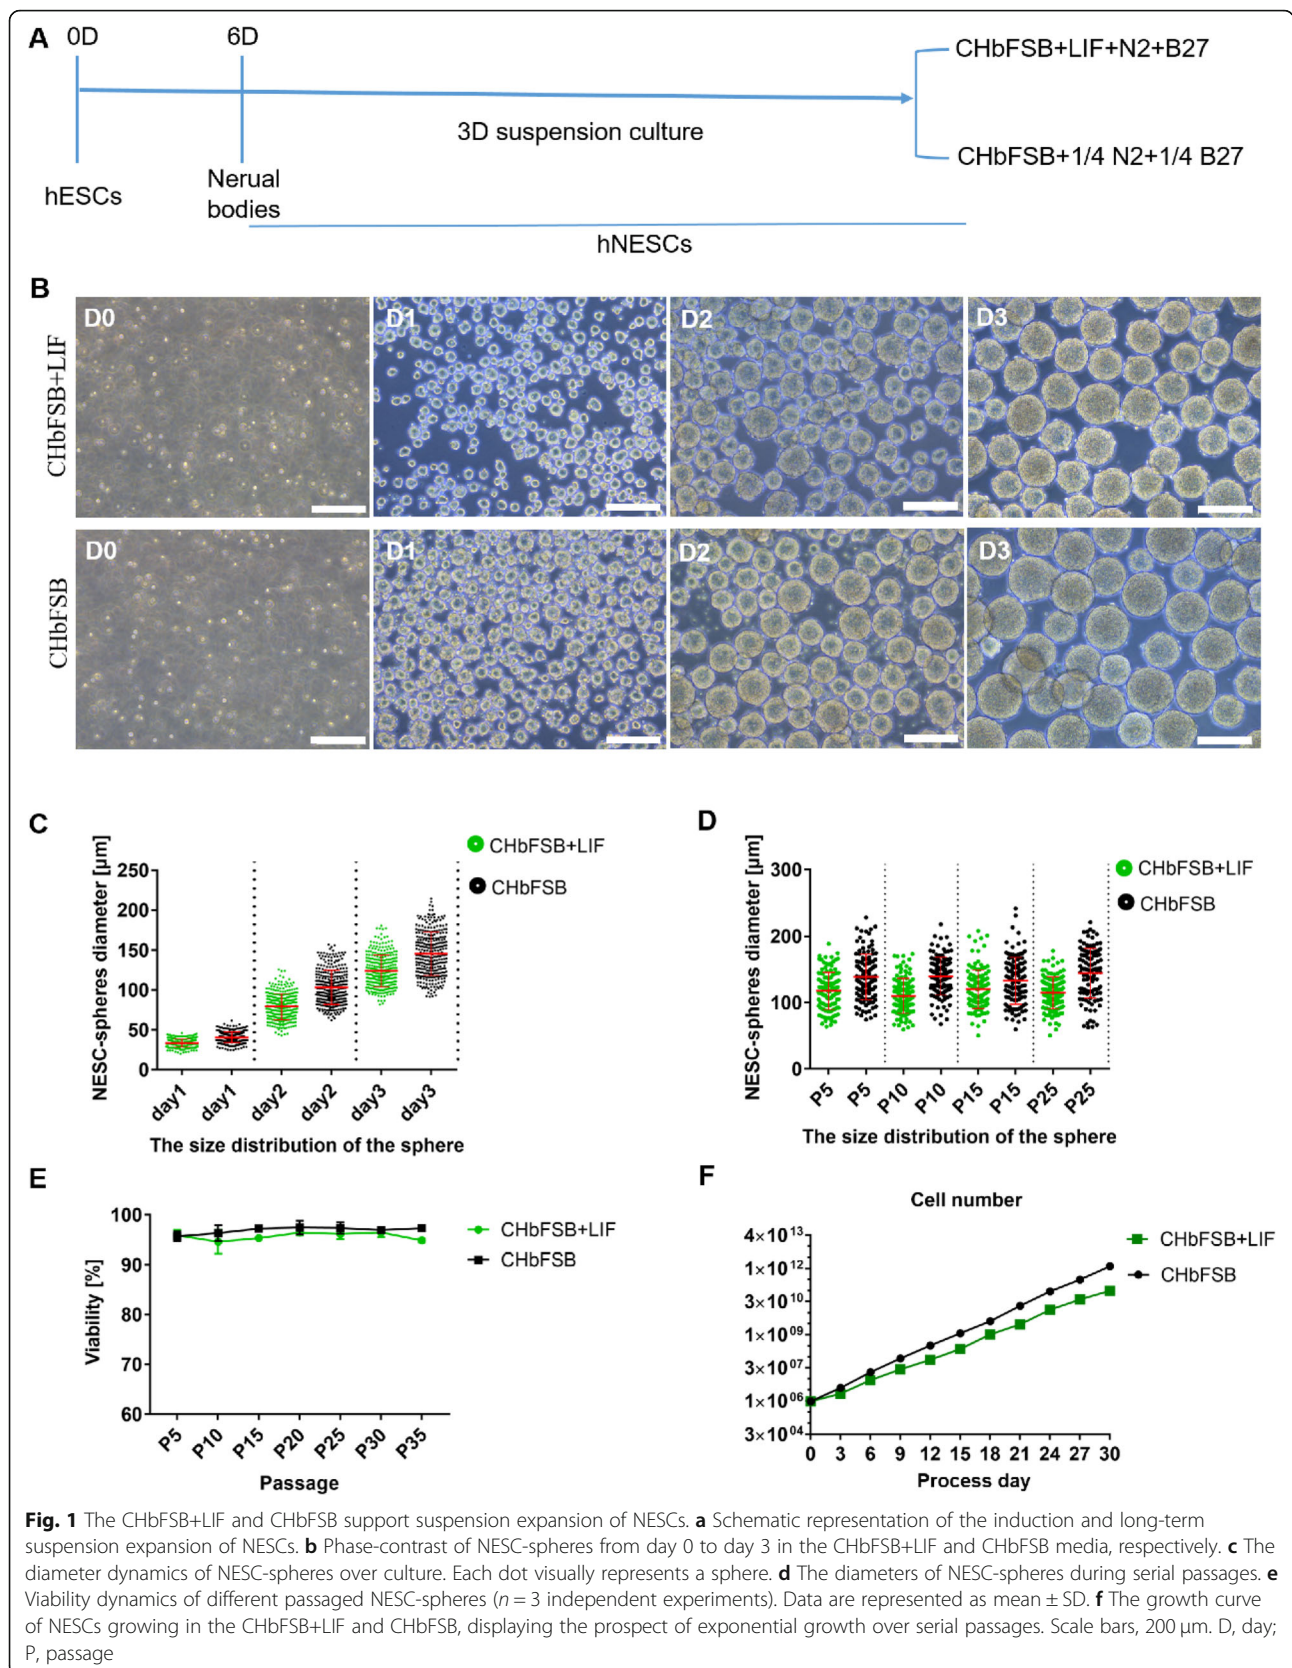 A 0D 6D
CHbFSB+LIF+N2+B27
3D suspension culture
CHbFSB+1/4 N2+1/4 B27
hESCs
Nerual
bodies
hNESCs
B
CHbFSB+LIF
D0 D1 D2 D3
CHbFSB
D0 D1 D2 D3
C
CHbFSB+LIF
CHbFSB
NESC-spheres diameter [µm]
250
200
150
100
50
0
day1 day1 day2 day2 day3 day3
The size distribution of the sphere
D
CHbFSB+LIF
CHbFSB
NESC-spheres diameter [µm]
300
200
100
0
P5 P5 P10 P10 P15 P15 P25 P25
The size distribution of the sphere
E
CHbFSB+LIF
CHbFSB
Viability [%]
100
90
80
70
60
P5 P10 P15 P20 P25 P30 P35
Passage
F
Cell number
CHbFSB+LIF
CHbFSB
4×10¹³
1×10¹²
3×10¹⁰
1×10⁰⁹
3×10⁰⁷
1×10⁰⁶
3×10⁰⁴
0 3 6 9 12 15 18 21 24 27 30
Process day
Fig. 1 The CHbFSB+LIF and CHbFSB support suspension expansion of NESCs. a Schematic representation of the induction and long-term
suspension expansion of NESCs. b Phase-contrast of NESC-spheres from day 0 to day 3 in the CHbFSB+LIF and CHbFSB media, respectively. c The
diameter dynamics of NESC-spheres over culture. Each dot visually represents a sphere. d The diameters of NESC-spheres during serial passages. e
Viability dynamics of different passaged NESC-spheres (n = 3 independent experiments). Data are represented as mean ± SD. f The growth curve
of NESCs growing in the CHbFSB+LIF and CHbFSB, displaying the prospect of exponential growth over serial passages. Scale bars, 200 µm. D, day;
P, passage